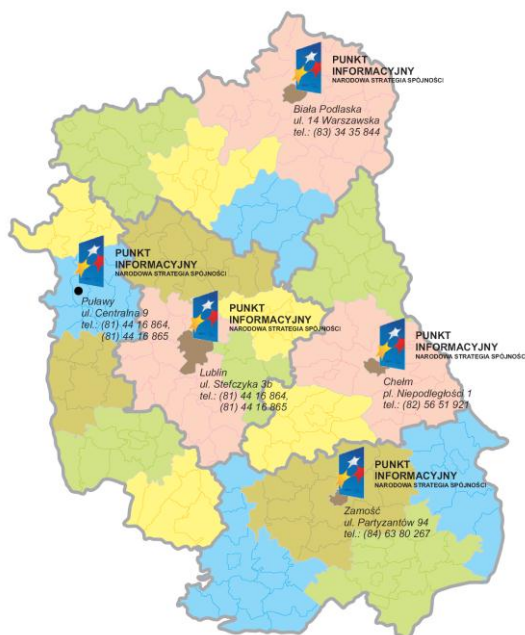 PUNKT
INFORMACYJNY
NARODOWA STRATEGIA SPÓJNOŚCI
Biała Podlaska
ul. 14 Warszawska
tel.: (83) 34 35 844
PUNKT
INFORMACYJNY
NARODOWA STRATEGIA SPÓJNOŚCI
Puławy
ul. Centralna 9
tel.: (81) 44 16 864,
(81) 44 16 865
PUNKT
INFORMACYJNY
NARODOWA STRATEGIA SPÓJNOŚCI
Lublin
ul. Stefczyka 3b
tel.: (81) 44 16 864,
(81) 44 16 865
PUNKT
INFORMACYJNY
NARODOWA STRATEGIA SPÓJNOŚCI
Chełm
pl. Niepodległości 1
tel.: (82) 56 51 921
PUNKT
INFORMACYJNY
NARODOWA STRATEGIA SPÓJNOŚCI
Zamość
ul. Partyzantów 94
tel.: (84) 63 80 267